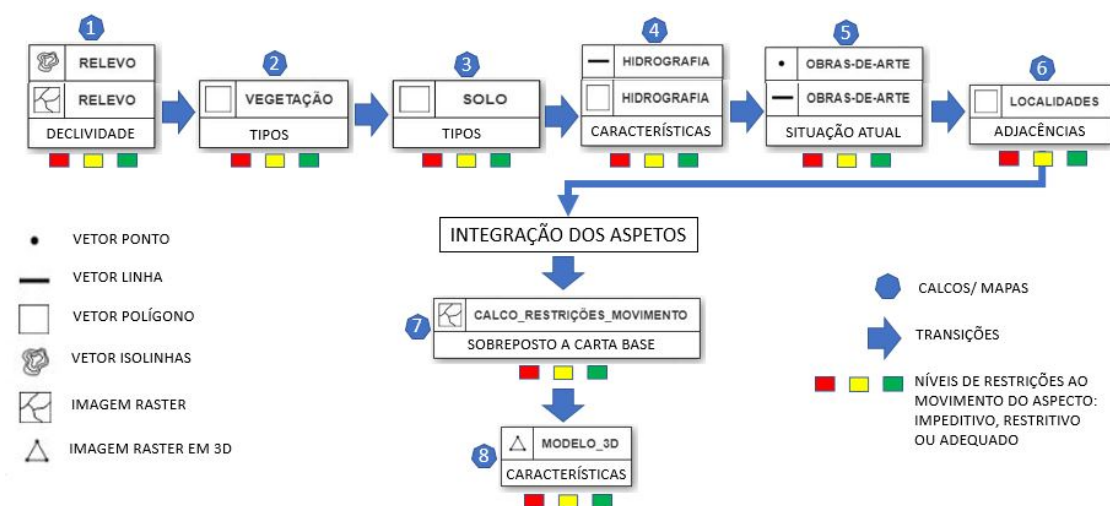 1
RELEVO
RELEVO
DECLIVIDADE
2
VEGETAÇÃO
TIPOS
3
SOLO
TIPOS
4
HIDROGRAFIA
HIDROGRAFIA
CARACTERÍSTICAS
5
OBRAS-DE-ARTE
OBRAS-DE-ARTE
SITUAÇÃO ATUAL
6
LOCALIDADES
ADJACÊNCIAS
INTEGRAÇÃO DOS ASPETOS
7
CALCO_RESTRIÇÕES_MOVIMENTO
SOBREPOSTO A CARTA BASE
8
MODELO_3D
CARACTERÍSTICAS
VETOR PONTO
VETOR LINHA
VETOR POLÍGONO
VETOR ISOLINHAS
IMAGEM RASTER
IMAGEM RASTER EM 3D
CALCOS/ MAPAS
TRANSIÇÕES
NÍVEIS DE RESTRIÇÕES AO
MOVIMENTO DO ASPECTO:
IMPEDITIVO, RESTRITIVO
OU ADEQUADO